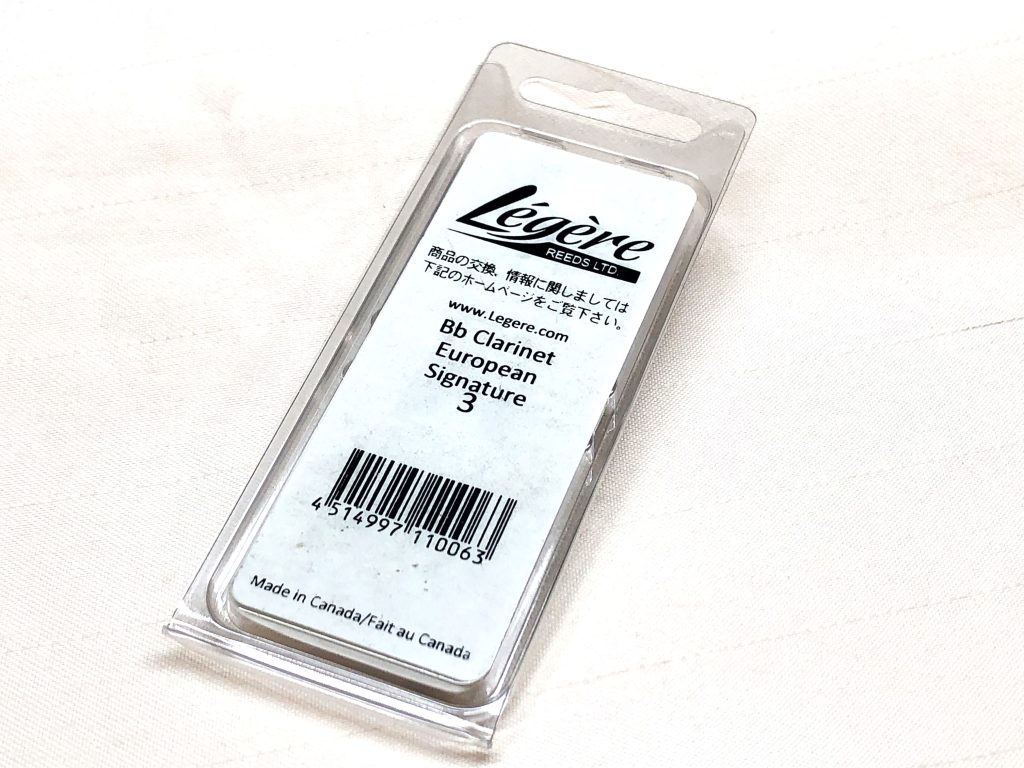 Légère
REEDS LTD.
商品の交換、情報に関しましては
下記のホームページをご覧下さい。
www.Legere.com
Bb Clarinet
European
Signature
3
4 514997 110063
Made in Canada/Fait au Canada